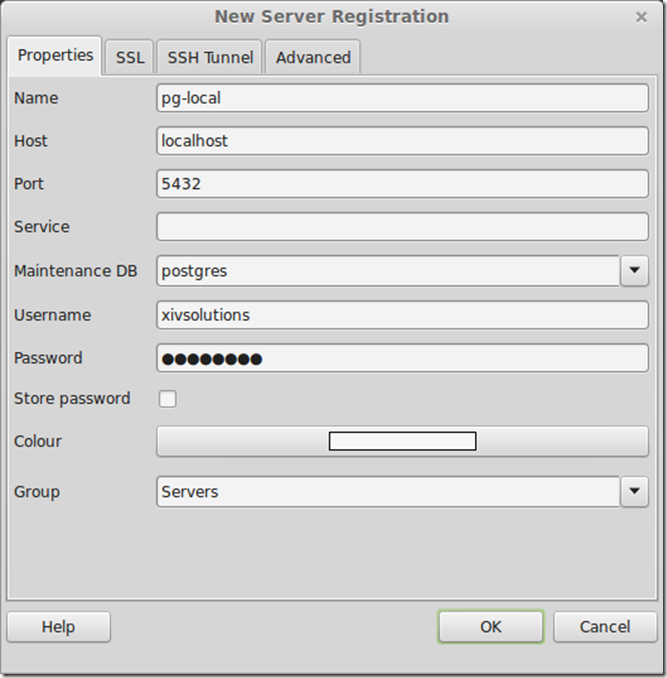 New Server Registration ×
Properties SSL SSH Tunnel Advanced
Name pg-local
Host localhost
Port 5432
Service
Maintenance DB postgres
Username xivsolutions
Password ●●●●●●●●
Store password
Colour
Group Servers
Help OK Cancel